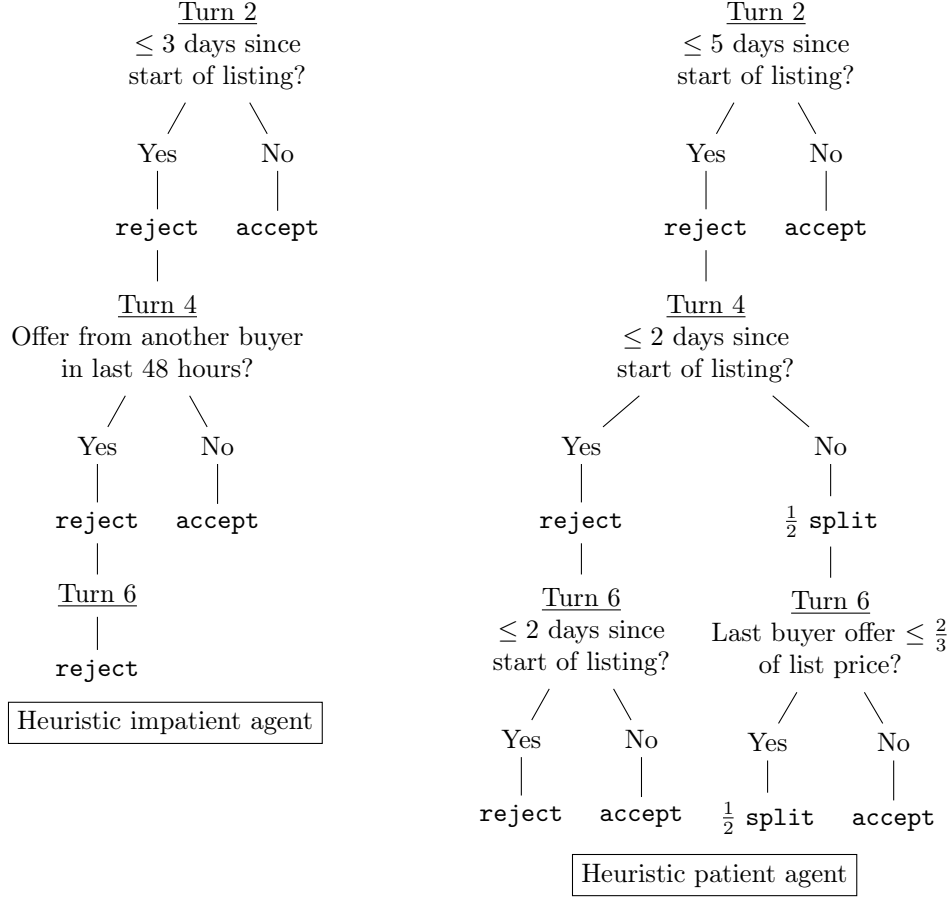 Turn 2
≤ 3 days since
start of listing?
Yes
No
reject
accept
Turn 4
Offer from another buyer
in last 48 hours?
Yes
No
reject
accept
Turn 6
reject
Heuristic impatient agent
Turn 2
≤ 5 days since
start of listing?
Yes
No
reject
accept
Turn 4
≤ 2 days since
start of listing?
Yes
No
reject
1/2 split
Turn 6
≤ 2 days since
start of listing?
Yes
No
reject
accept
Turn 6
Last buyer offer ≤ 2/3
of list price?
Yes
No
1/2 split
accept
Heuristic patient agent